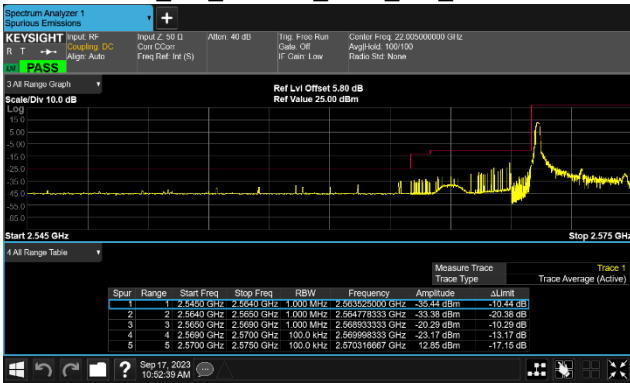 Spectrum Analyzer 1
Spurious Emissions
+
KEYSIGHT Input: RF Input Z: 50 Ω Atten: 40 dB Trig: Free Run Center Freq: 22.005000000 GHz
R T Coupling: DC Corr CCorr Gate: Off Avg|Hold: 100/100
Align: Auto Freq Ref: Int (S) IF Gain: Low Radio Std: None
PASS
3 All Range Graph
Ref Lvl Offset 5.80 dB
Scale/Div 10.0 dB Ref Value 25.00 dBm
Log
15.0
5.00
-5.00
-15.0
-25.0
-35.0
-45.0
-55.0
-65.0
Start 2.545 GHz Stop 2.575 GHz
4 All Range Table
Measure Trace Trace 1
Trace Type Trace Average (Active)
Spur Range Start Freq Stop Freq RBW Frequency Amplitude ΔLimit
1 1 2.5450 GHz 2.5640 GHz 1.000 MHz 2.563525000 GHz -35.44 dBm -10.44 dB
2 2 2.5640 GHz 2.5650 GHz 1.000 MHz 2.564778333 GHz -33.38 dBm -20.38 dB
3 3 2.5650 GHz 2.5690 GHz 1.000 MHz 2.568933333 GHz -20.29 dBm -10.29 dB
4 4 2.5690 GHz 2.5700 GHz 100.0 kHz 2.569998333 GHz -23.17 dBm -13.17 dB
5 5 2.5700 GHz 2.5750 GHz 100.0 kHz 2.570316667 GHz 12.85 dBm -17.15 dB
?
Sep 17, 2023
10:52:39 AM